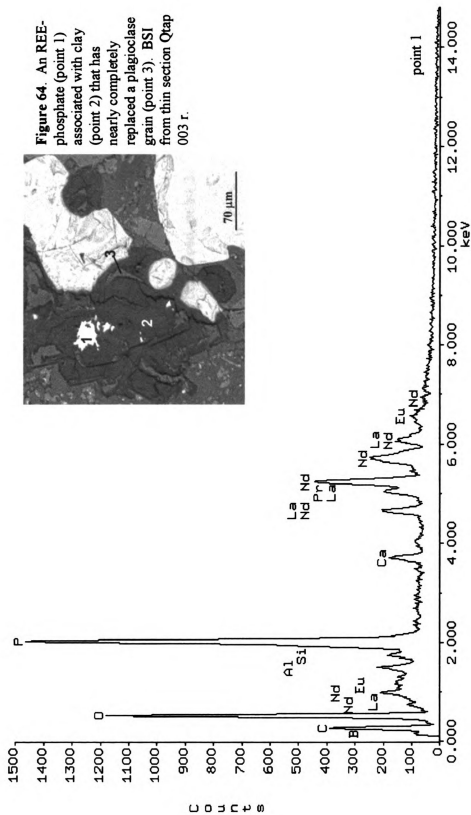 Figure 64. An REE-
phosphate (point 1)
associated with clay
(point 2) that has
nearly completely
replaced a plagioclase
grain (point 3). BSI
from thin section Qtap
003 r.
1
2
3
70 µm
Counts
1500
1400
1300
1200
1100
1000
900
800
700
600
500
400
300
200
100
0
B
C
O
La
Nd
Nd
Eu
Al
Si
P
Ca
La
Nd
La
Pr
Nd
Nd
Nd
La
Eu
Nd
point 1
0.000
2.000
4.000
6.000
8.000
10.000
12.000
14.000
keV